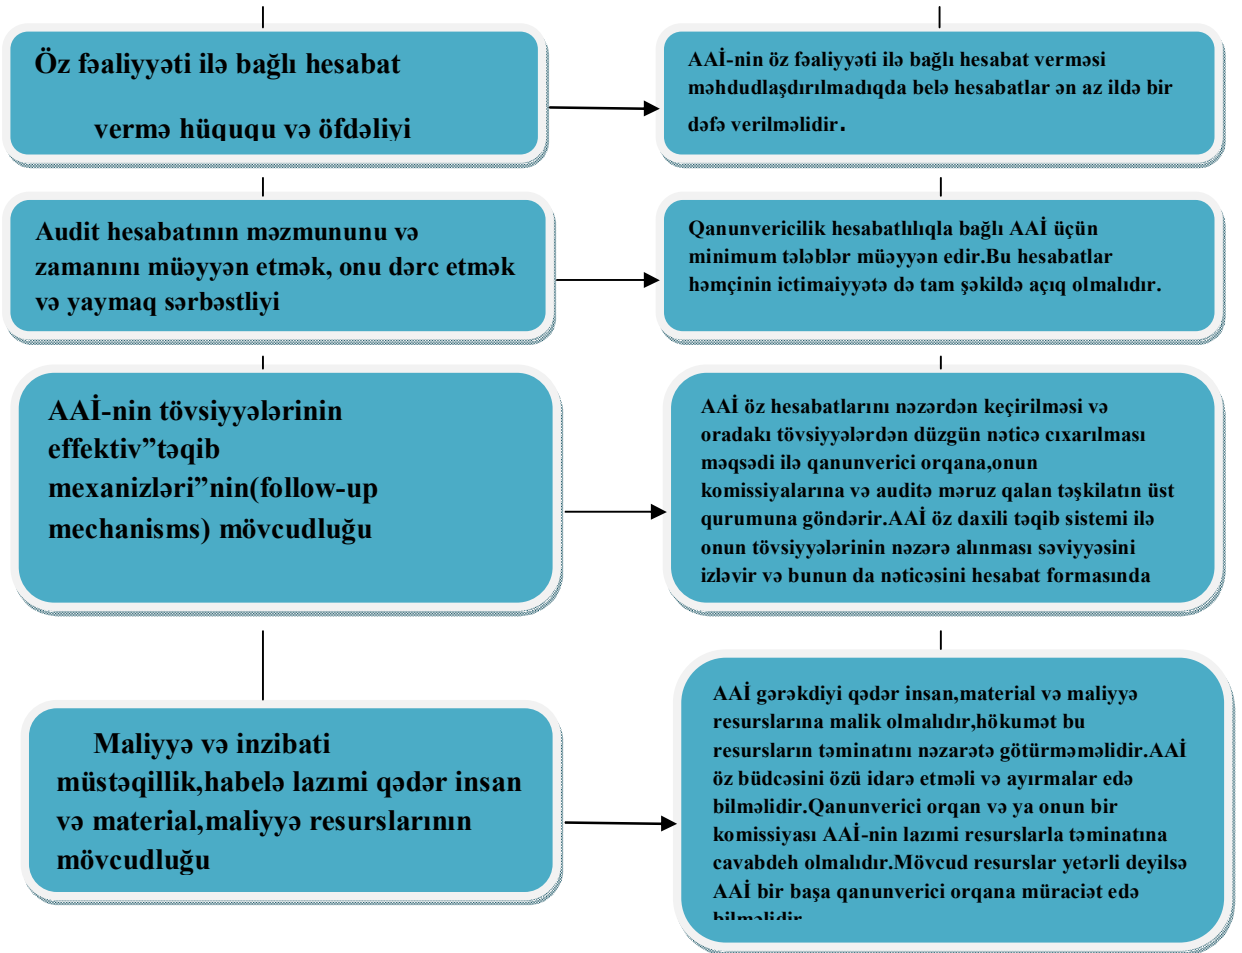 Öz fəaliyyəti ilə bağlı hesabat
vermə hüququ və öfdəliyi
AAİ-nin öz fəaliyyəti ilə bağlı hesabat verməsi
məhdudlaşdırılmadıqda belə hesabatlar ən az ildə bir
dəfə verilməlidir.
Audit hesabatının məzmununu və
zamanını müəyyən etmək, onu dərc etmək
və yaymaq sərbəstliyi
Qanunvericilik hesabatlılıqla bağlı AAİ üçün
minimum tələblər müəyyən edir.Bu hesabatlar
həmçinin ictimaiyyətə də tam şəkildə açıq olmalıdır.
AAİ-nin tövsiyyələrinin
effektiv”təqib
mexanizləri”nin(follow-up
mechanisms) mövcudluğu
AAİ öz hesabatlarını nəzərdən keçirilməsi və
oradakı tövsiyyələrdən düzgün nəticə cıxarılması
məqsədi ilə qanunverici orqana,onun
komissiyalarına və auditə məruz qalan təşkilatın üst
qurumuna göndərir.AAİ öz daxili təqib sistemi ilə
onun tövsiyyələrinin nəzərə alınması səviyyəsini
izləyir və bunun da nəticəsini hesabat formasında
Maliyyə və inzibati
müstəqillik,habelə lazımi qədər insan
və material,maliyyə resurslarının
mövcudluğu
AAİ gərəkdiyi qədər insan,material və maliyyə
resurslarına malik olmalıdır,hökumət bu
resursların təminatını nəzarətə götürməməlidir.AAİ
öz büdcəsini özü idarə etməli və ayırmalar edə
bilməlidir.Qanunverici orqan və ya onun bir
komissiyası AAİ-nin lazımi resurslarla təminatına
cavabdeh olmalıdır.Mövcud resurslar yetərli deyilsə
AAİ bir başa qanunverici orqana müraciət edə
bilməlidir.